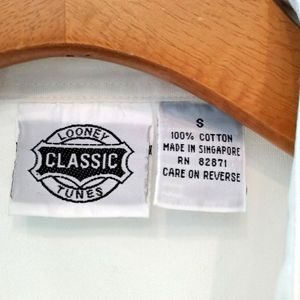 LOONEY
CLASSIC
TUNES
S
100% COTTON
MADE IN SINGAPORE
RN 82871
CARE ON REVERSE